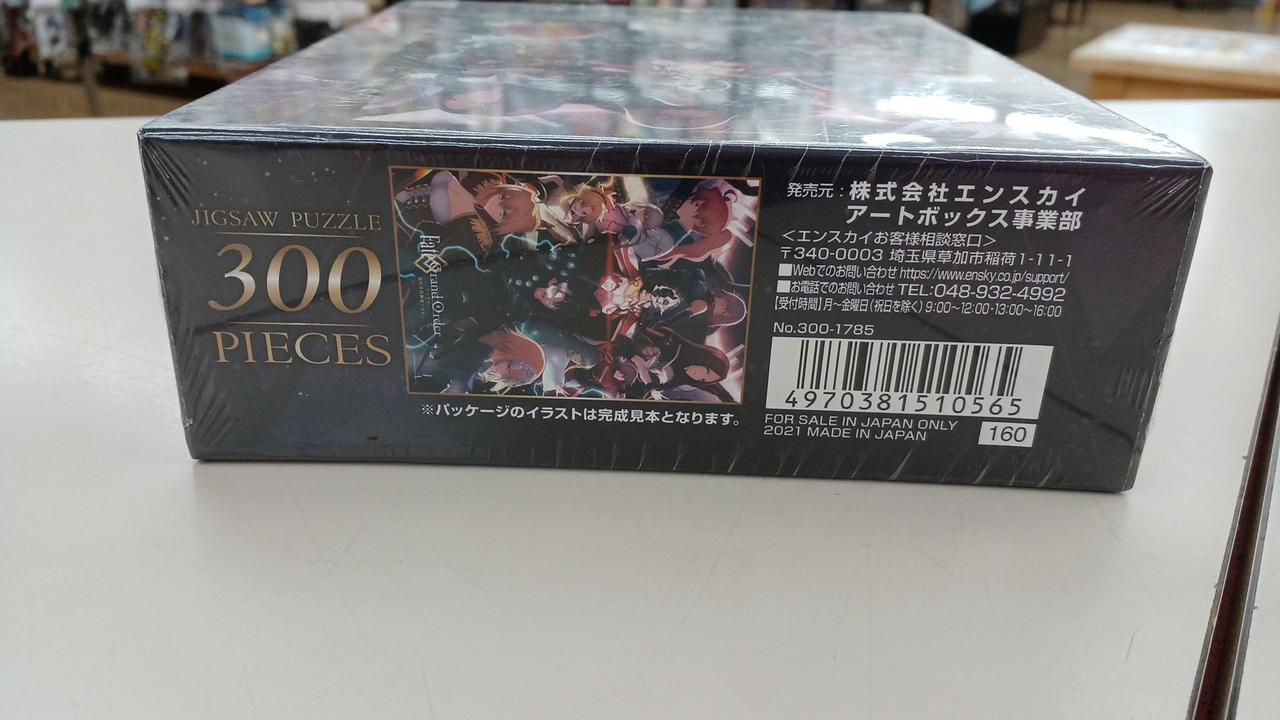 JIGSAW PUZZLE
300
PIECES
Fate Grand Order
※パッケージのイラストは完成見本となります。
発売元：株式会社エンスカイ
アートボックス事業部
＜エンスカイお客様相談窓口＞
〒340-0003 埼玉県草加市稲荷1-11-1
■Webでのお問い合わせ https://www.ensky.co.jp/support/
■お電話でのお問い合わせ TEL:048-932-4992
【受付時間】月～金曜日(祝日を除く) 9:00～12:00・13:00～16:00
No.300-1785
4970381510565
FOR SALE IN JAPAN ONLY
2021 MADE IN JAPAN
160